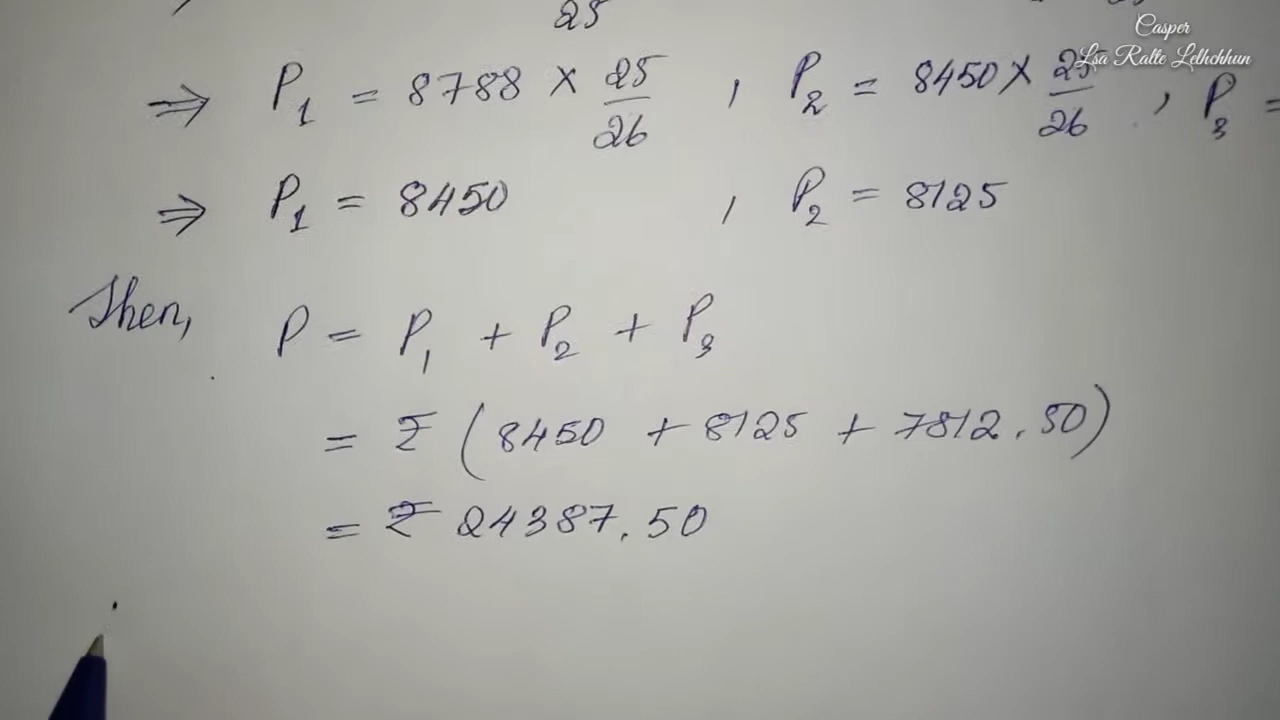 25
Casper
Lsa Ralte Lelhchhun
⇒ P₁ = 8788 × 25/26 , P₂ = 8450 × 25/26 , P₃ =
⇒ P₁ = 8450 , P₂ = 8125
Then, P = P₁ + P₂ + P₃
= ₹ (8450 + 8125 + 7812.50)
= ₹ 24387.50